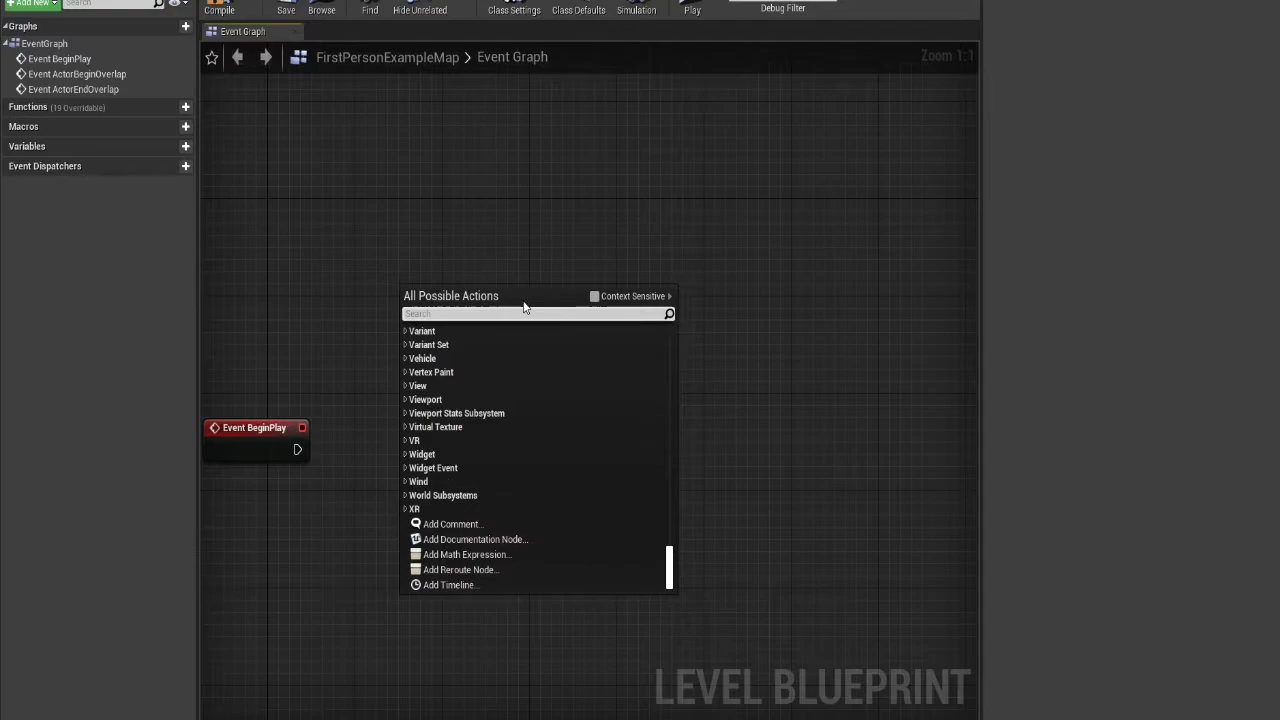 Add New
Search
Compile
Save
Browse
Find
Hide Unrelated
Class Settings
Class Defaults
Simulation
Play
Debug Filter
Graphs
EventGraph
Event BeginPlay
Event ActorBeginOverlap
Event ActorEndOverlap
Functions (19 Overridable)
Macros
Variables
Event Dispatchers
Event Graph
FirstPersonExampleMap > Event Graph
Zoom 1:1
Event BeginPlay
All Possible Actions
Context Sensitive
Search
Variant
Variant Set
Vehicle
Vertex Paint
View
Viewport
Viewport Stats Subsystem
Virtual Texture
VR
Widget
Widget Event
Wind
World Subsystems
XR
Add Comment...
Add Documentation Node...
Add Math Expression...
Add Reroute Node...
Add Timeline...
LEVEL BLUEPRINT